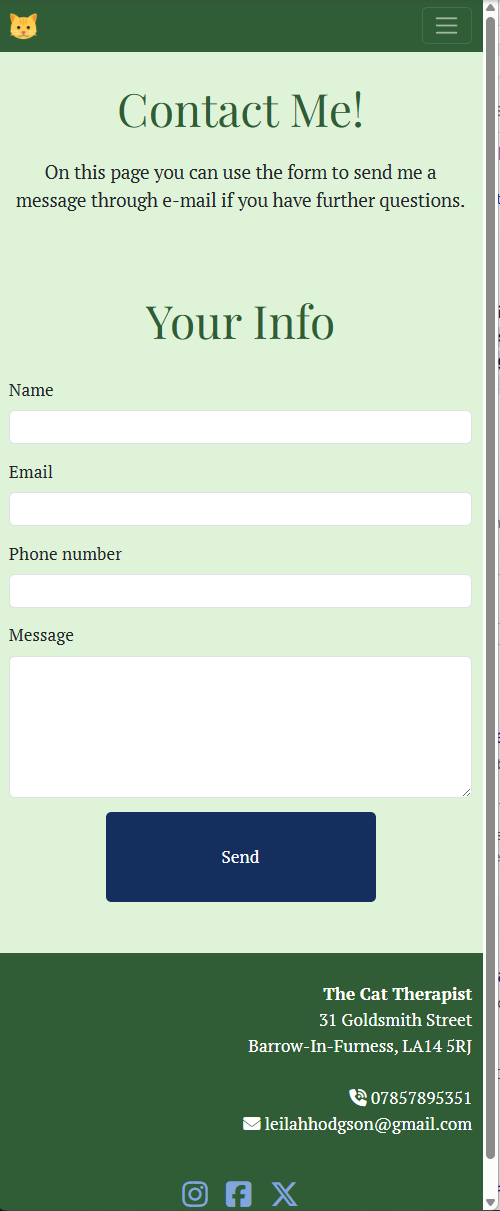 Contact Me!
On this page you can use the form to send me a
message through e-mail if you have further questions.
Your Info
Name
Email
Phone number
Message
Send
The Cat Therapist
31 Goldsmith Street
Barrow-In-Furness, LA14 5RJ
07857895351
leilahhodgson@gmail.com